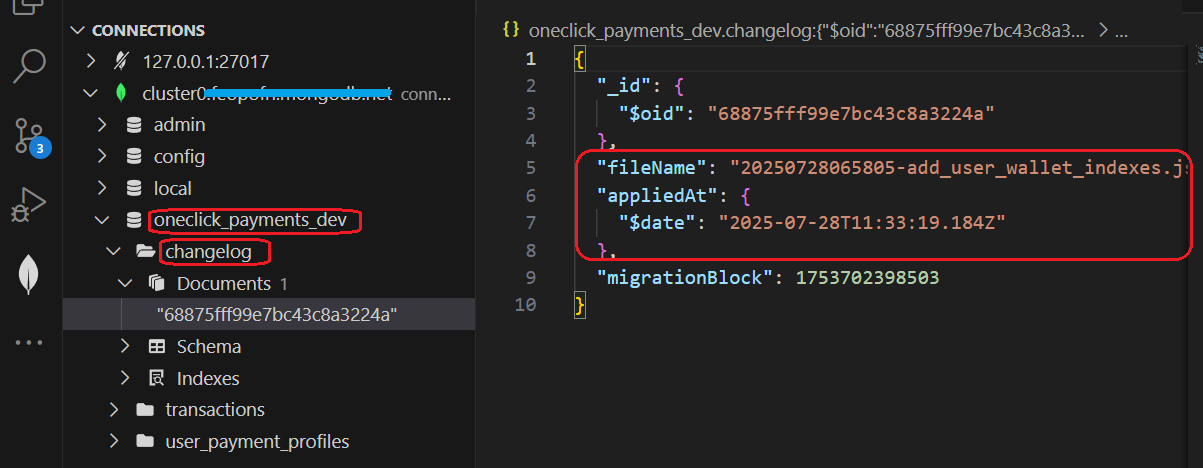 CONNECTIONS
127.0.0.1:27017
cluster0 conn...
admin
config
local
oneclick_payments_dev
changelog
Documents 1
"68875fff99e7bc43c8a3224a"
Schema
Indexes
transactions
user_payment_profiles
3
{} oneclick_payments_dev.changelog:{"$oid":"68875fff99e7bc43c8a3... > ...
1 {
2 "_id": {
3 "$oid": "68875fff99e7bc43c8a3224a"
4 },
5 "fileName": "20250728065805-add_user_wallet_indexes.js
6 "appliedAt": {
7 "$date": "2025-07-28T11:33:19.184Z"
8 },
9 "migrationBlock": 1753702398503
10 }